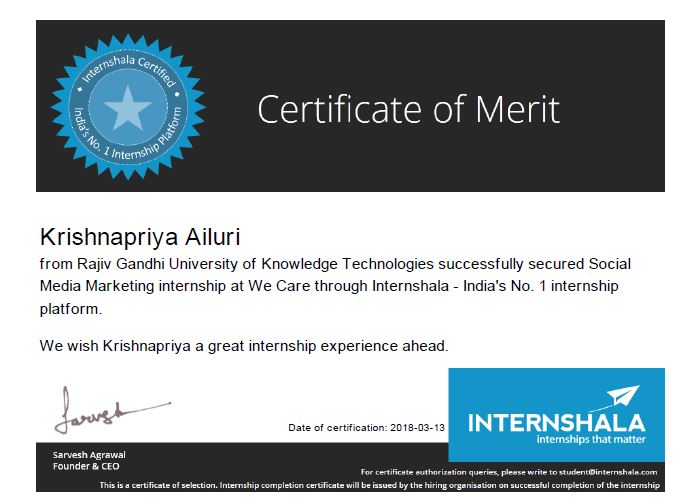 Internshala Certified
India's No. 1 Internship Platform
Certificate of Merit
Krishnapriya Ailuri
from Rajiv Gandhi University of Knowledge Technologies successfully secured Social
Media Marketing internship at We Care through Internshala - India's No. 1 internship
platform.
We wish Krishnapriya a great internship experience ahead.
Sarvesh
Date of certification: 2018-03-13
INTERNSHALA
internships that matter
Sarvesh Agrawal
Founder & CEO
For certificate authorization queries, please write to student@internshala.com
This is a certificate of selection. Internship completion certificate will be issued by the hiring organisation on successful completion of the internship